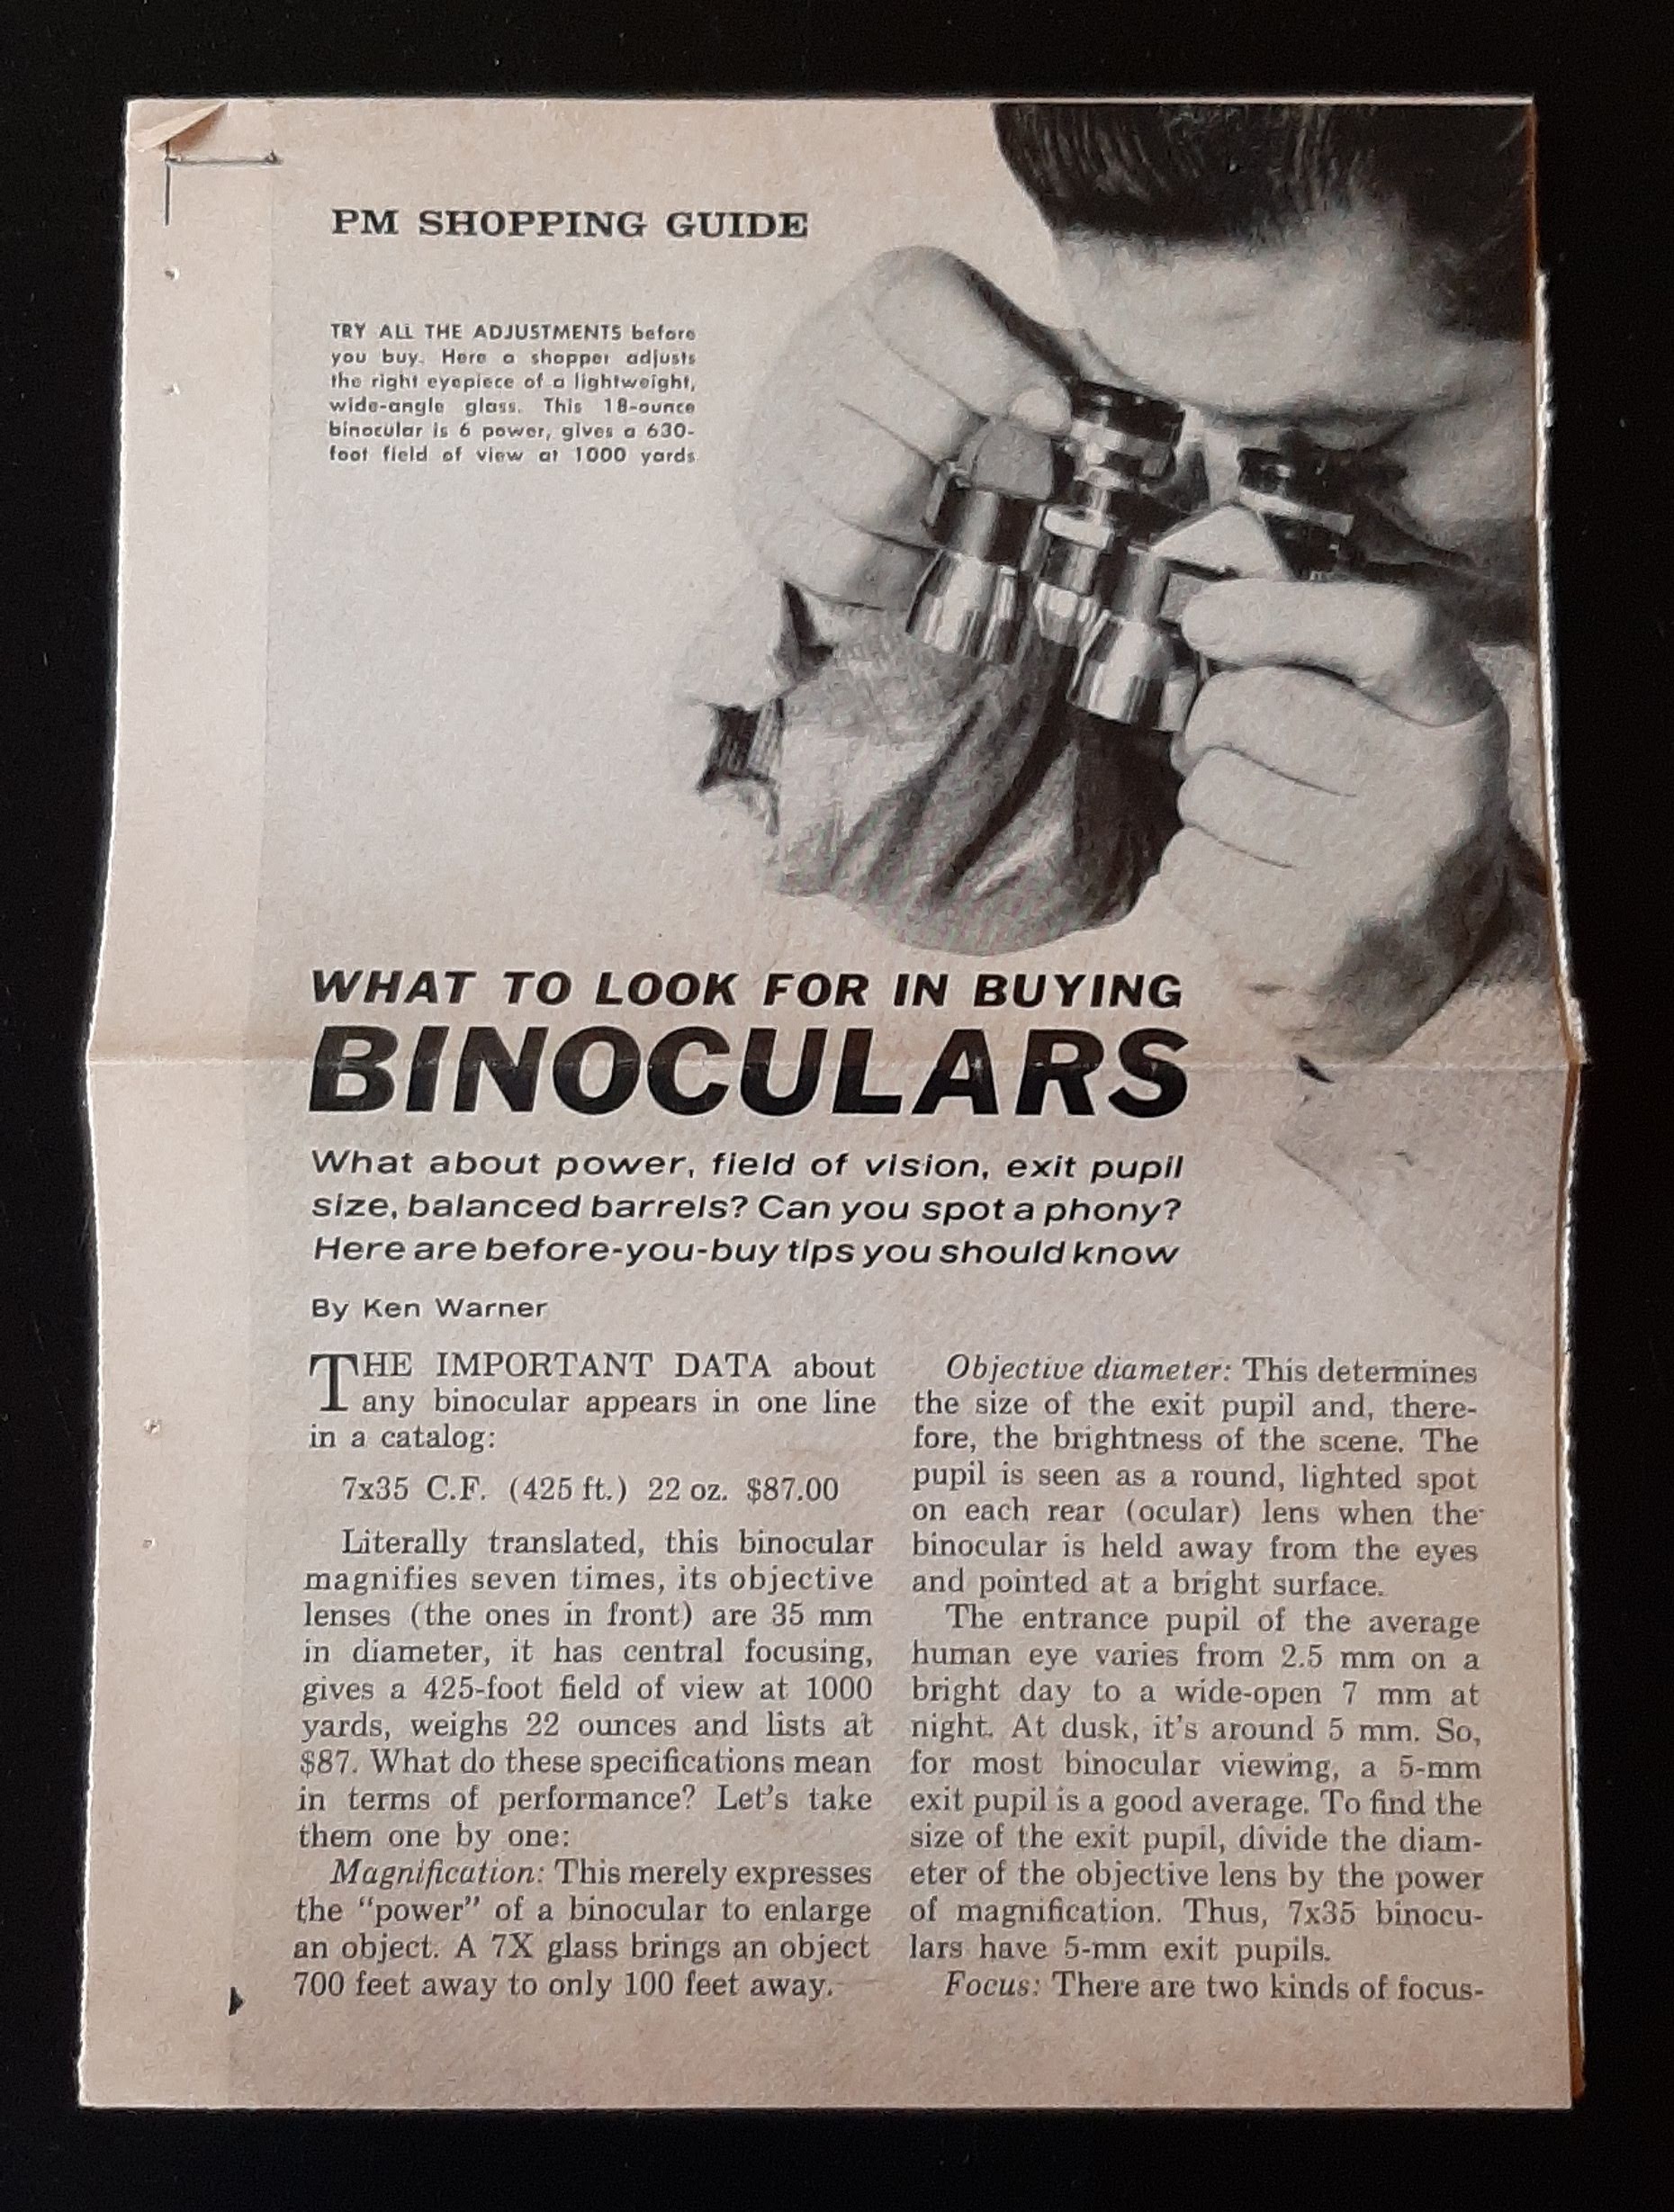 PM SHOPPING GUIDE
TRY ALL THE ADJUSTMENTS before
you buy. Here a shopper adjusts
the right eyepiece of a lightweight,
wide-angle glass. This 18-ounce
binocular is 6 power, gives a 630-
foot field of view at 1000 yards
WHAT TO LOOK FOR IN BUYING
BINOCULARS
What about power, field of vision, exit pupil
size, balanced barrels? Can you spot a phony?
Here are before-you-buy tips you should know
By Ken Warner
THE IMPORTANT DATA about
any binocular appears in one line
in a catalog:
7x35 C.F. (425 ft.) 22 oz. $87.00
Literally translated, this binocular
magnifies seven times, its objective
lenses (the ones in front) are 35 mm
in diameter, it has central focusing,
gives a 425-foot field of view at 1000
yards, weighs 22 ounces and lists at
$87. What do these specifications mean
in terms of performance? Let's take
them one by one:
Magnification: This merely expresses
the "power" of a binocular to enlarge
an object. A 7X glass brings an object
700 feet away to only 100 feet away.
Objective diameter: This determines
the size of the exit pupil and, there-
fore, the brightness of the scene. The
pupil is seen as a round, lighted spot
on each rear (ocular) lens when the
binocular is held away from the eyes
and pointed at a bright surface.
The entrance pupil of the average
human eye varies from 2.5 mm on a
bright day to a wide-open 7 mm at
night. At dusk, it's around 5 mm. So,
for most binocular viewing, a 5-mm
exit pupil is a good average. To find the
size of the exit pupil, divide the diam-
eter of the objective lens by the power
of magnification. Thus, 7x35 binocu-
lars have 5-mm exit pupils.
Focus: There are two kinds of focus-